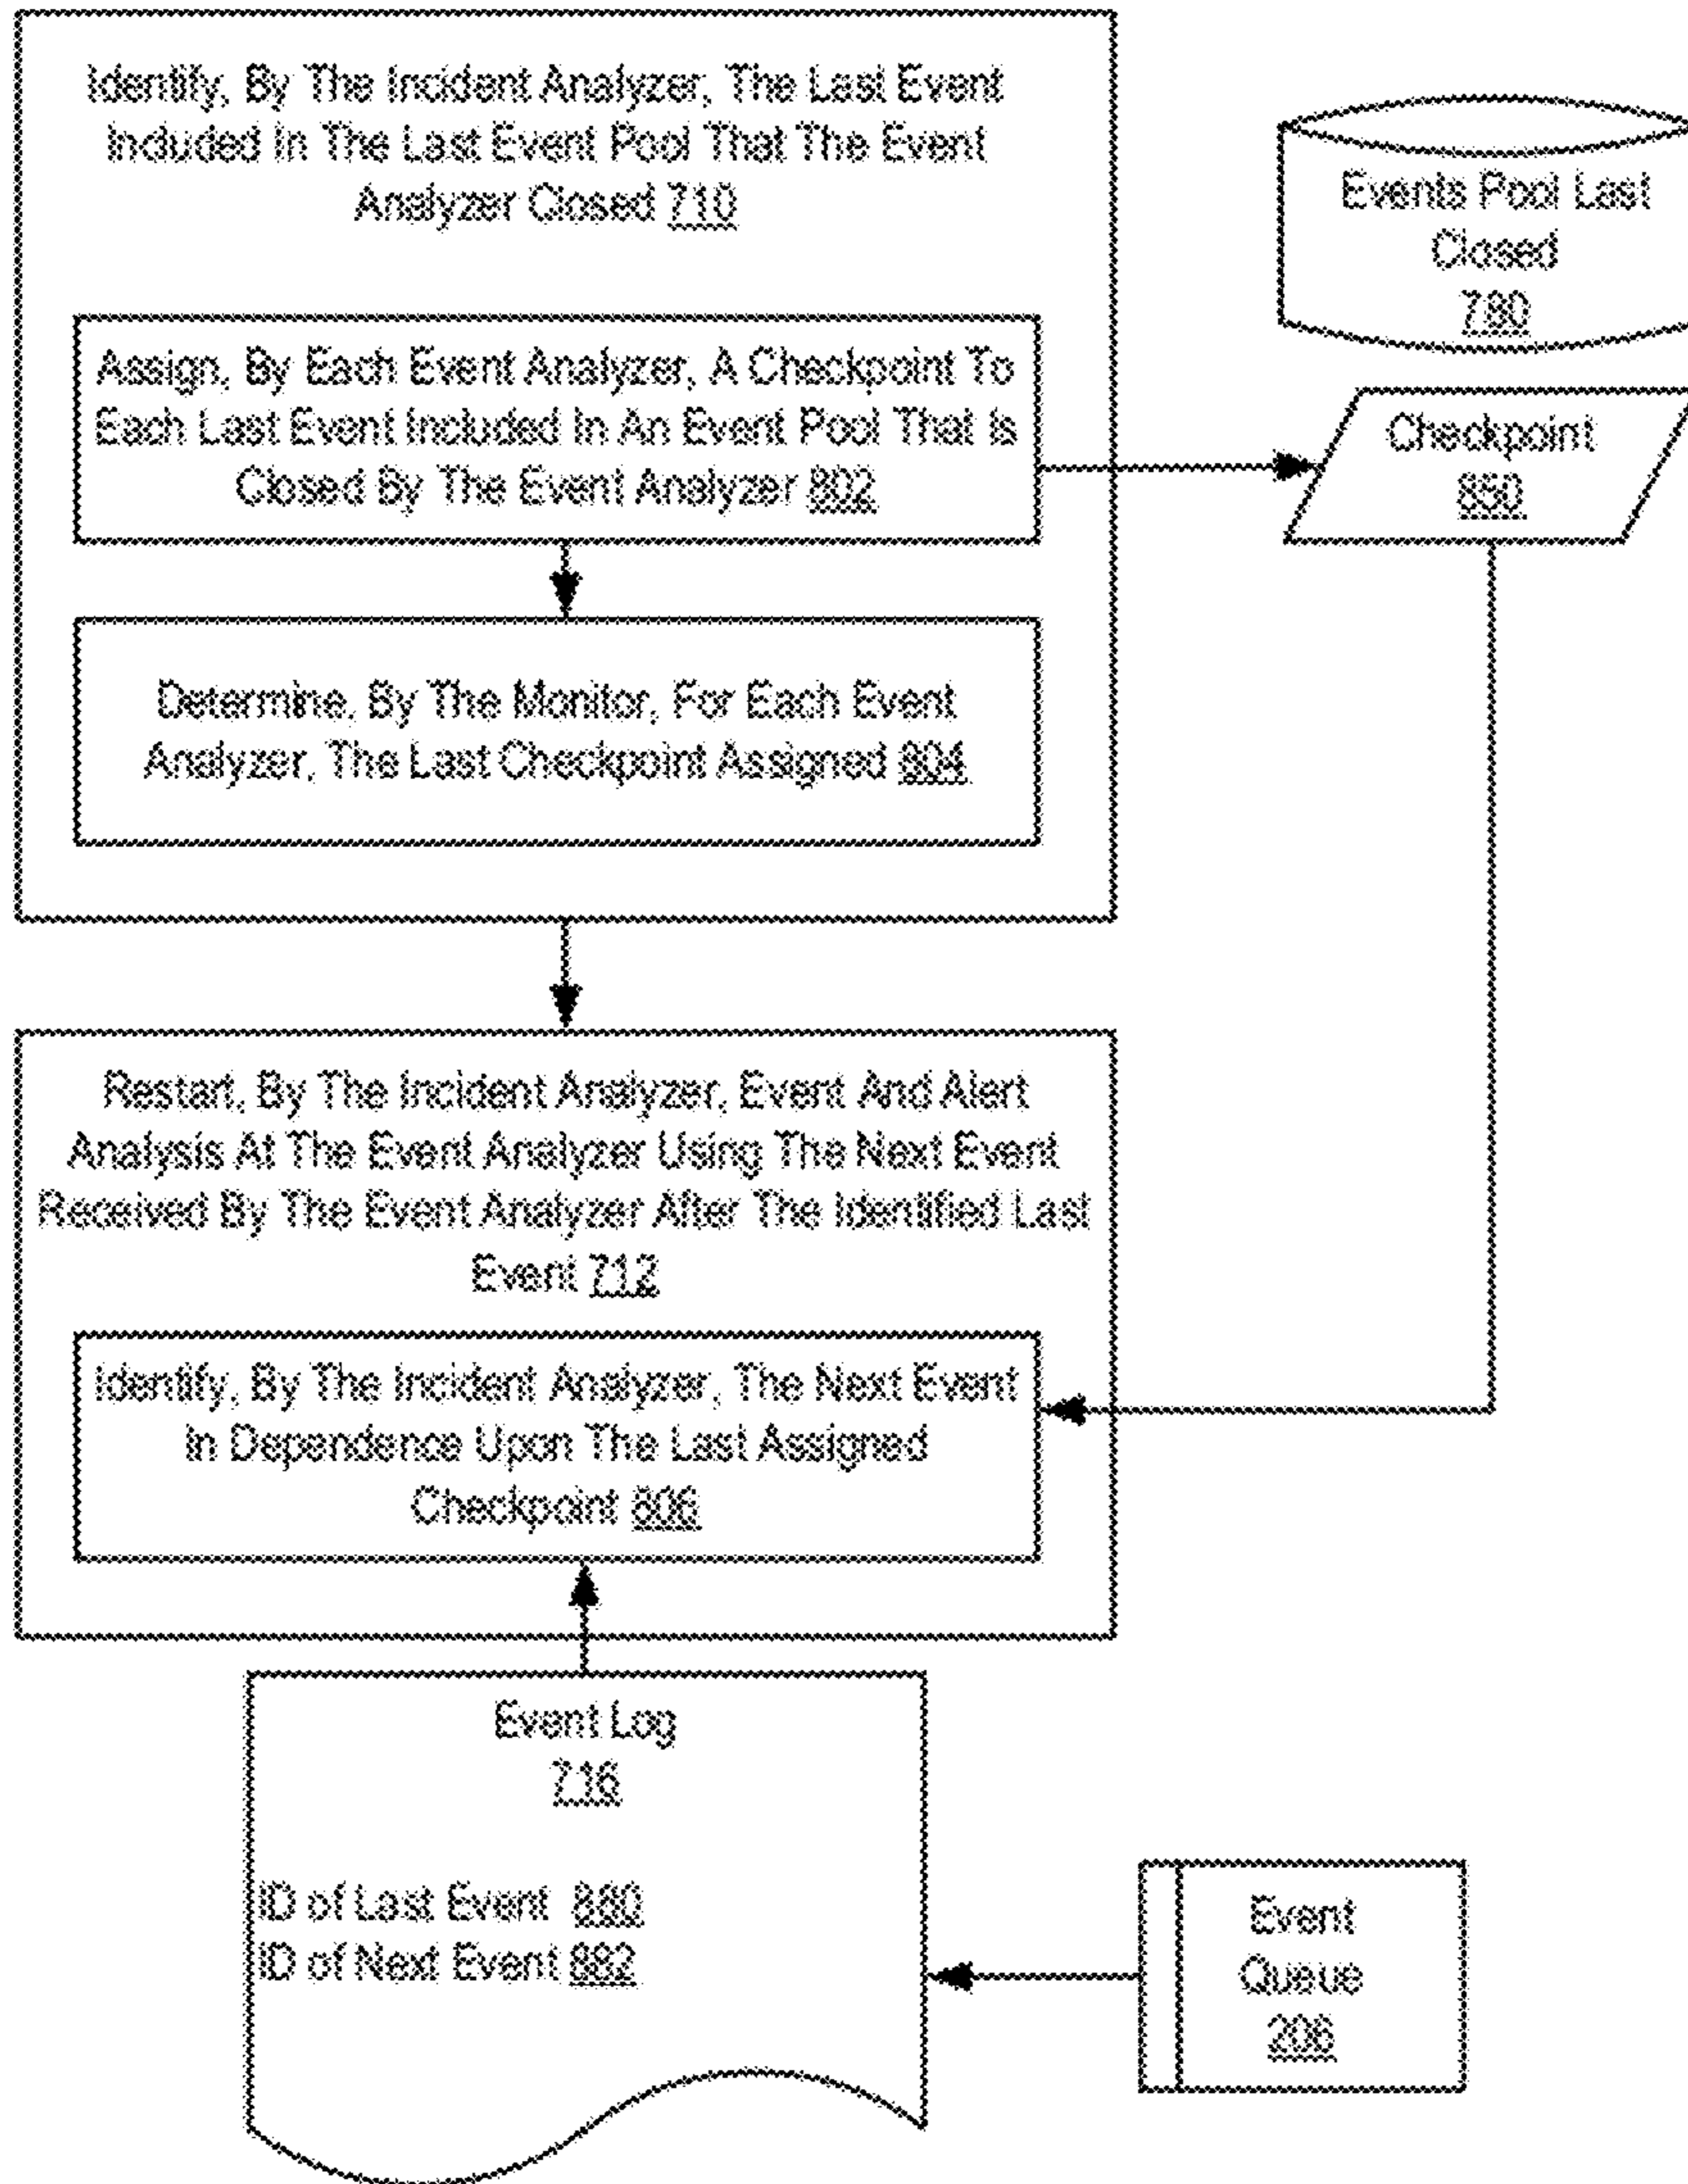 Identify, By The Incident Analyzer, The Last Event
Included In The Last Event Pool That The Event
Analyzer Closed 710
Events Pool Last
Closed
780
Assign, By Each Event Analyzer, A Checkpoint To
Each Last Event Included In An Event Pool That Is
Closed By The Event Analyzer 802
Checkpoint
850
Determine, By The Monitor, For Each Event
Analyzer, The Last Checkpoint Assigned 804
Restart, By The Incident Analyzer, Event And Alert
Analysis At The Event Analyzer Using The Next Event
Received By The Event Analyzer After The Identified Last
Event 712
Identify, By The Incident Analyzer, The Next Event
In Dependence Upon The Last Assigned
Checkpoint 806
Event Log
716
ID of Last Event 880
ID of Next Event 882
Event
Queue
206